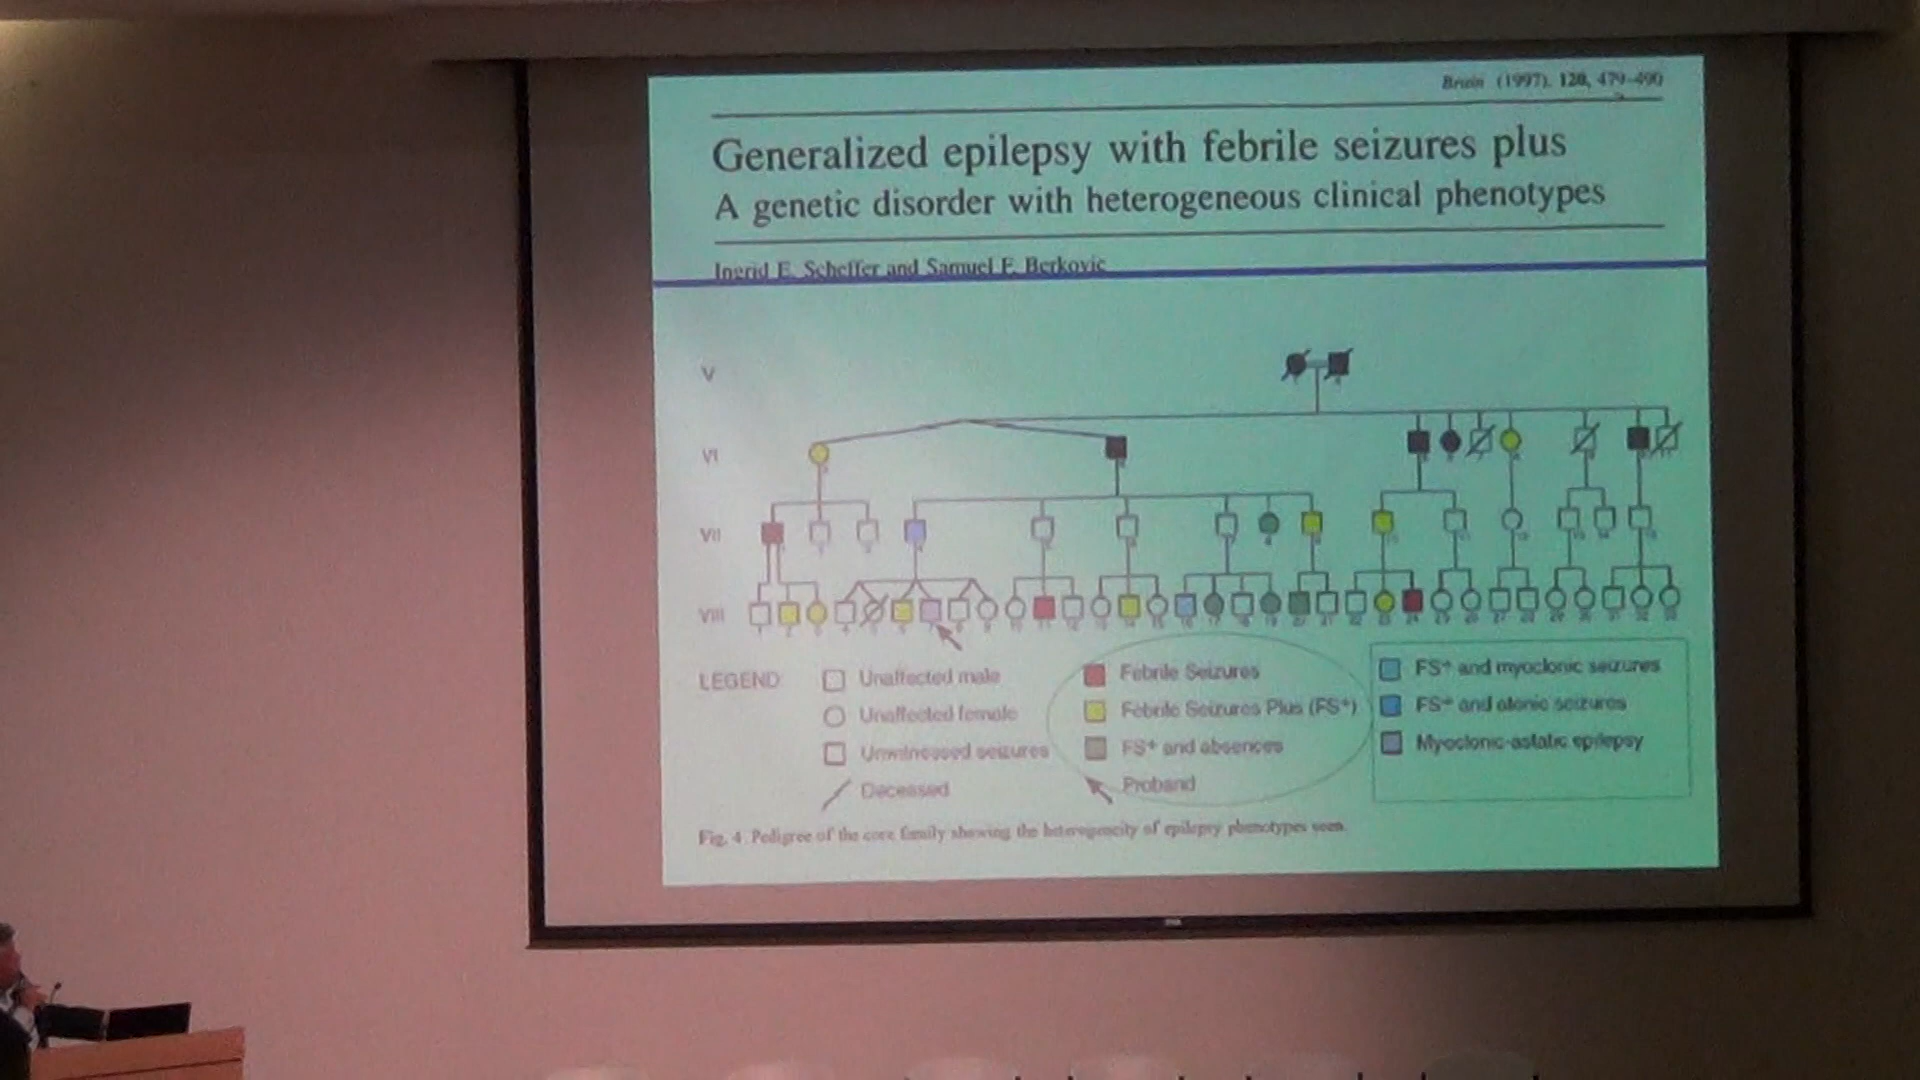 Brain (1997), 120, 479–490
Generalized epilepsy with febrile seizures plus
A genetic disorder with heterogeneous clinical phenotypes
Ingrid E. Scheffer and Samuel F. Berkovic
V
VI
VII
VIII
LEGEND
Unaffected male
Unaffected female
Unwitnessed seizures
Deceased
Febrile Seizures
Febrile Seizures Plus (FS+)
FS+ and absences
Proband
FS+ and myoclonic seizures
FS+ and atonic seizures
Myoclonic-astatic epilepsy
Fig. 4 Pedigree of the core family showing the heterogeneity of epilepsy phenotypes seen.